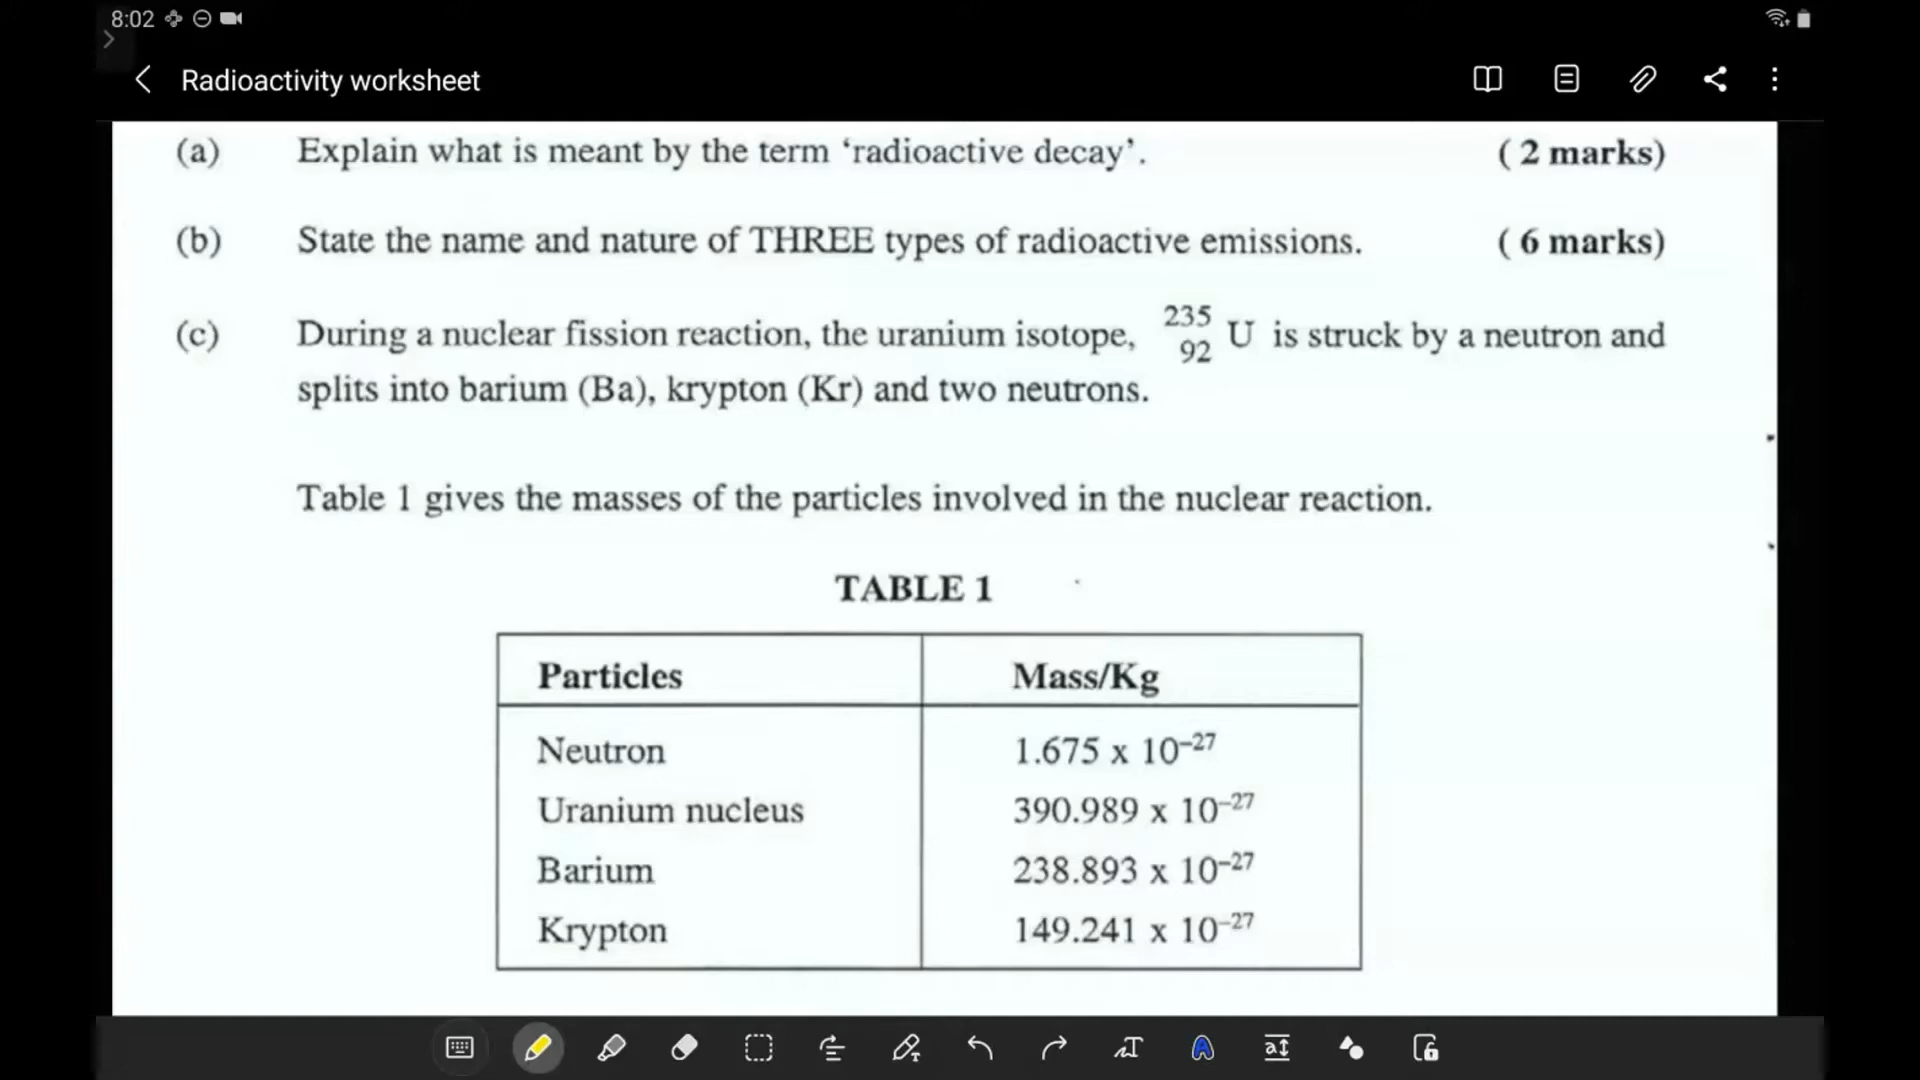 8:02
Radioactivity worksheet
(a) Explain what is meant by the term ‘radioactive decay’. ( 2 marks)
(b) State the name and nature of THREE types of radioactive emissions. ( 6 marks)
(c) During a nuclear fission reaction, the uranium isotope, ²³⁵₉₂ U is struck by a neutron and
splits into barium (Ba), krypton (Kr) and two neutrons.
Table 1 gives the masses of the particles involved in the nuclear reaction.
TABLE 1
Particles Mass/Kg
Neutron 1.675 x 10⁻²⁷
Uranium nucleus 390.989 x 10⁻²⁷
Barium 238.893 x 10⁻²⁷
Krypton 149.241 x 10⁻²⁷